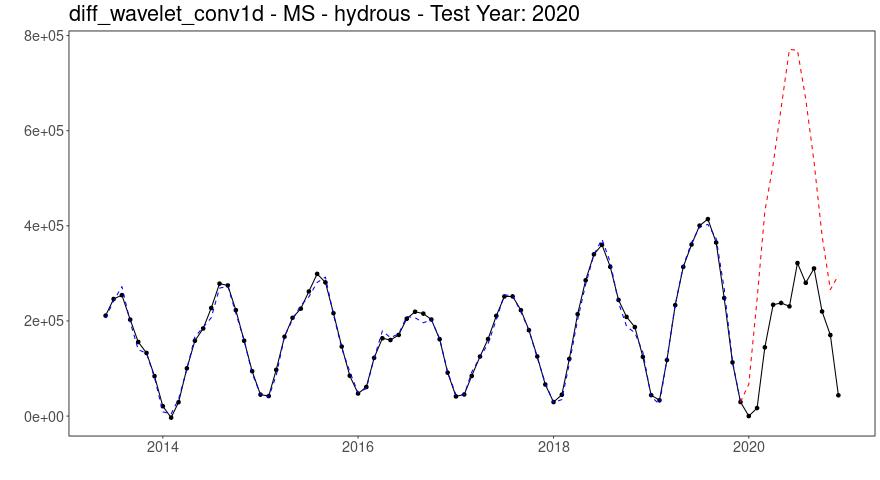 diff_wavelet_conv1d - MS - hydrous - Test Year: 2020
8e+05
6e+05
4e+05
2e+05
0e+00
2014 2016 2018 2020